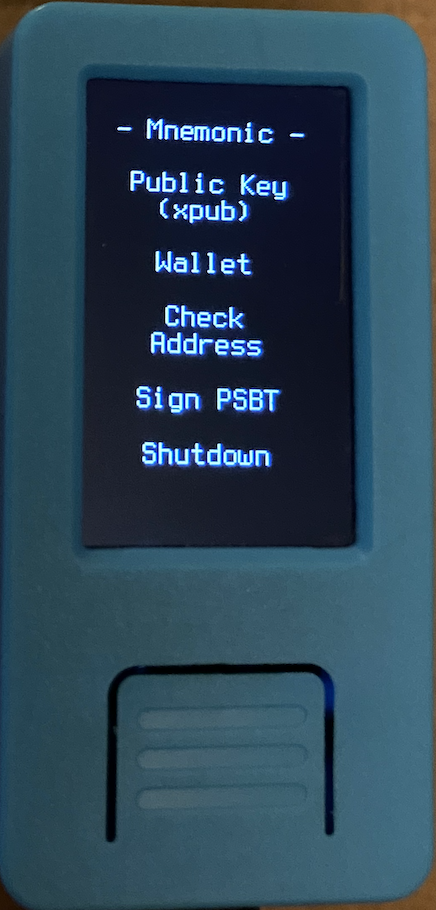 - Mnemonic -
Public Key
(xpub)
Wallet
Check
Address
Sign PSBT
Shutdown